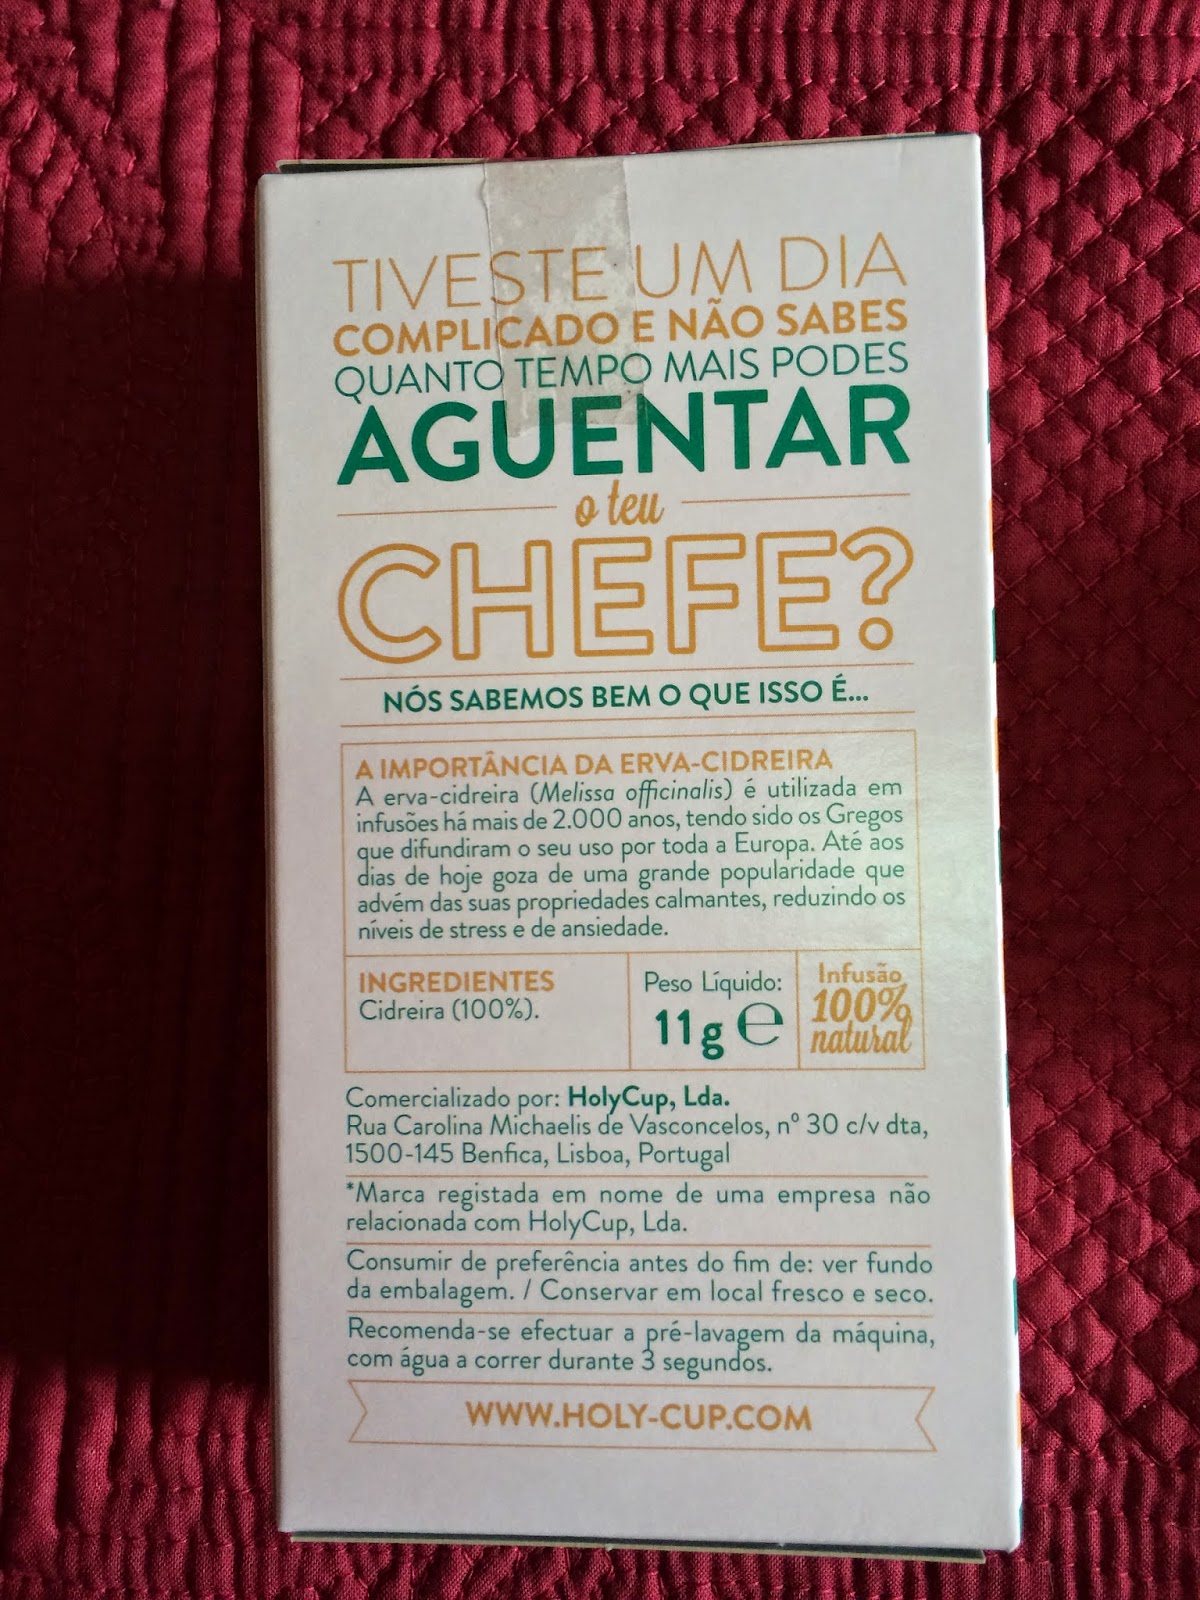 TIVESTE UM DIA
COMPLICADO E NÃO SABES
QUANTO TEMPO MAIS PODES
AGUENTAR
o teu
CHEFE?
NÓS SABEMOS BEM O QUE ISSO É...
A IMPORTÂNCIA DA ERVA-CIDREIRA
A erva-cidreira (Melissa officinalis) é utilizada em
infusões há mais de 2.000 anos, tendo sido os Gregos
que difundiram o seu uso por toda a Europa. Até aos
dias de hoje goza de uma grande popularidade que
advém das suas propriedades calmantes, reduzindo os
níveis de stress e de ansiedade.
INGREDIENTES
Cidreira (100%).
Peso Líquido:
11g ℮
Infusão
100%
natural
Comercializado por: HolyCup, Lda.
Rua Carolina Michaelis de Vasconcelos, nº 30 c/v dta,
1500-145 Benfica, Lisboa, Portugal
*Marca registada em nome de uma empresa não
relacionada com HolyCup, Lda.
Consumir de preferência antes do fim de: ver fundo
da embalagem. / Conservar em local fresco e seco.
Recomenda-se efectuar a pré-lavagem da máquina,
com água a correr durante 3 segundos.
WWW.HOLY-CUP.COM